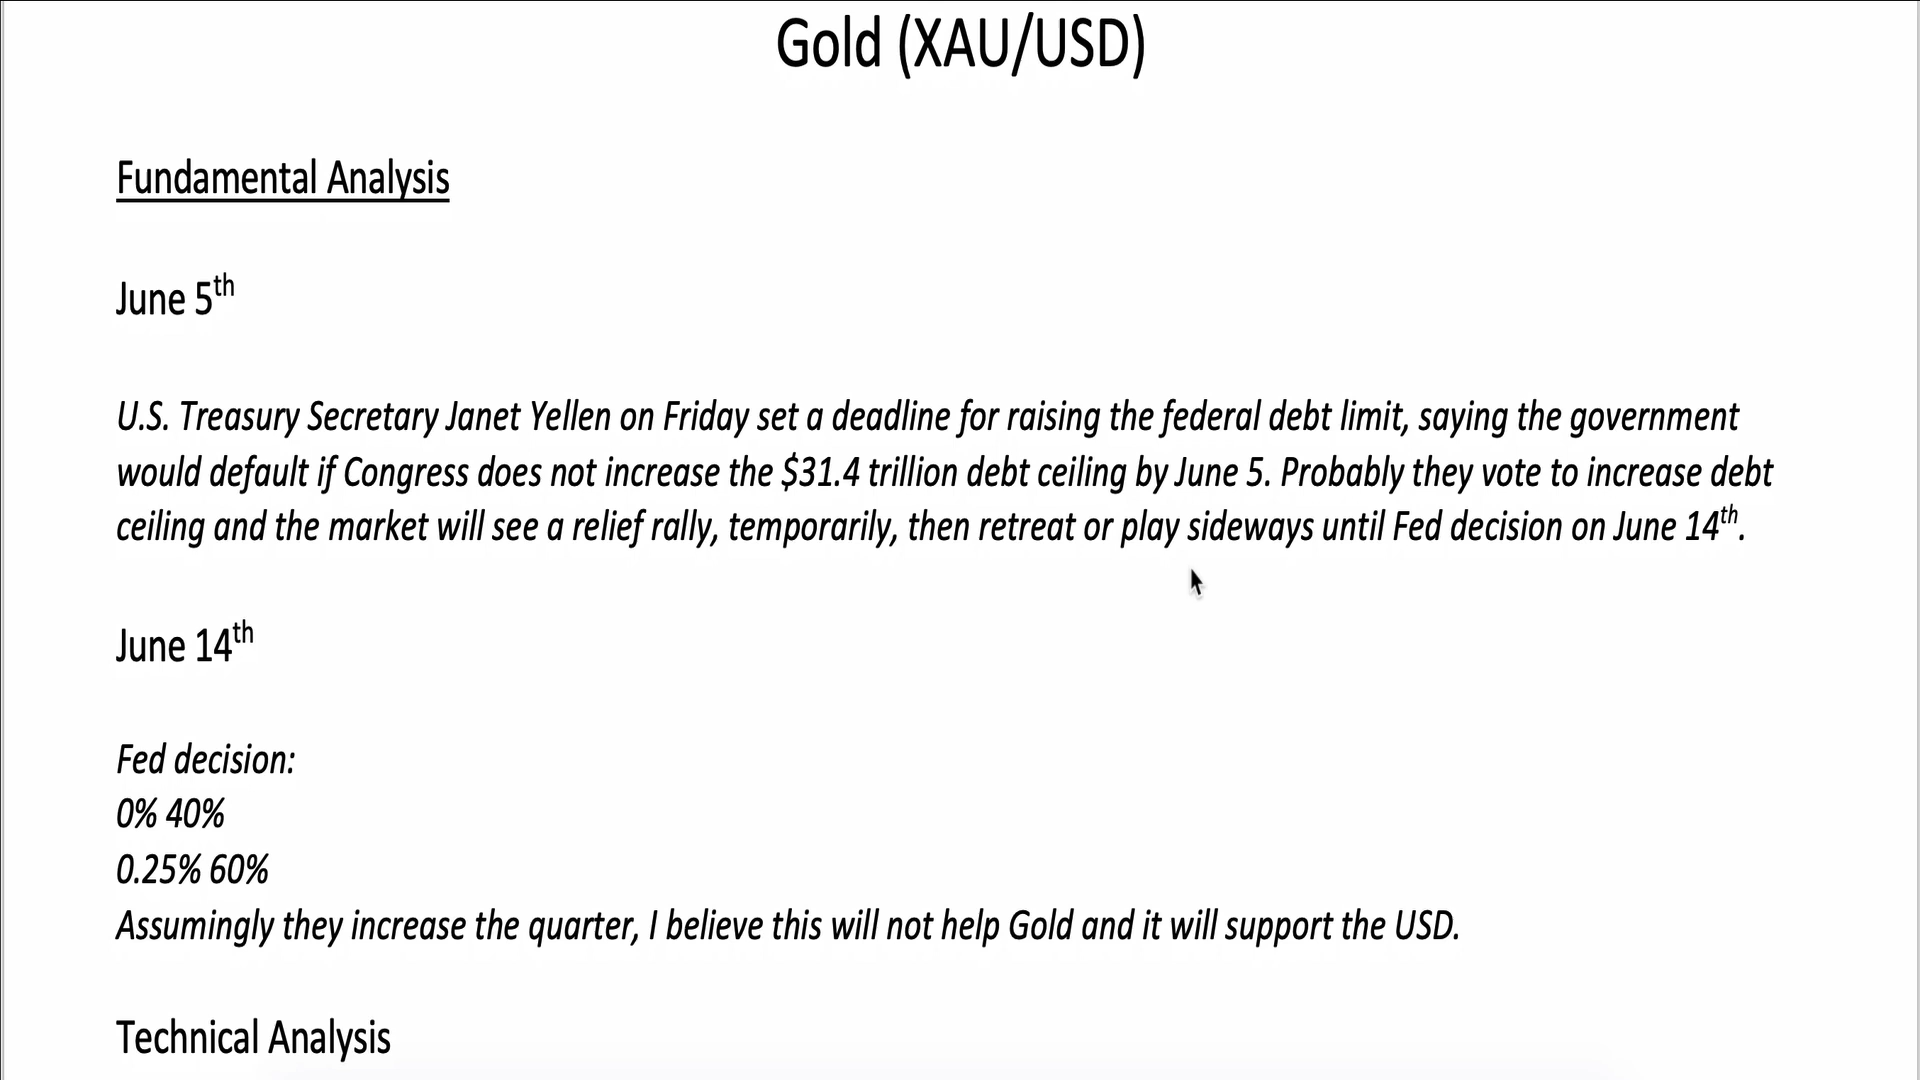 Gold (XAU/USD)
Fundamental Analysis
June 5th
U.S. Treasury Secretary Janet Yellen on Friday set a deadline for raising the federal debt limit, saying the government
would default if Congress does not increase the $31.4 trillion debt ceiling by June 5. Probably they vote to increase debt
ceiling and the market will see a relief rally, temporarily, then retreat or play sideways until Fed decision on June 14th.
June 14th
Fed decision:
0% 40%
0.25% 60%
Assumingly they increase the quarter, I believe this will not help Gold and it will support the USD.
Technical Analysis